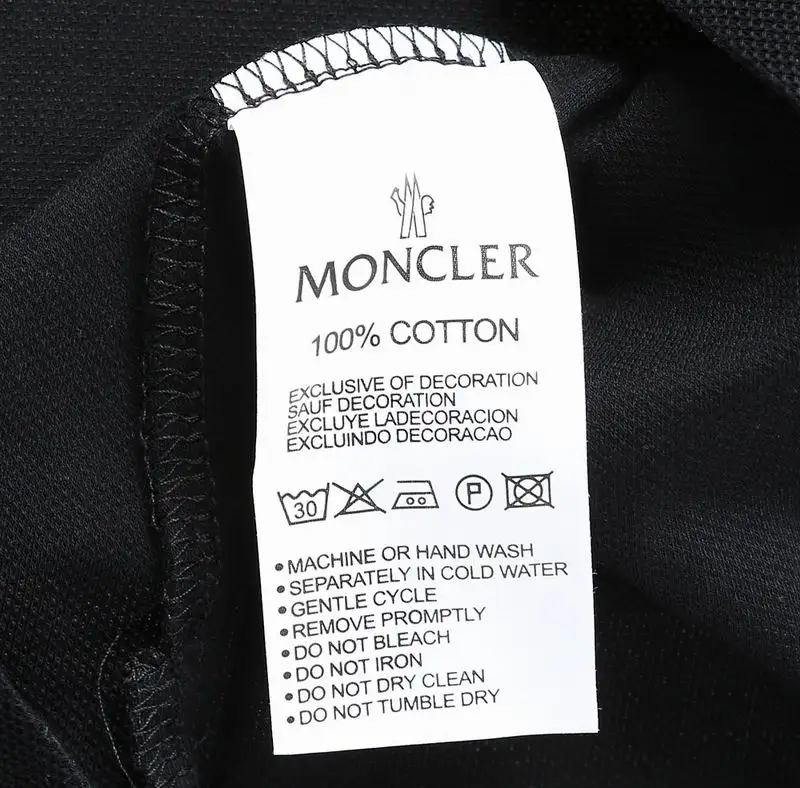 MONCLER
100% COTTON
EXCLUSIVE OF DECORATION
SAUF DECORATION
EXCLUYE LADECORACION
EXCLUINDO DECORACAO
30 P
•MACHINE OR HAND WASH
•SEPARATELY IN COLD WATER
•GENTLE CYCLE
•REMOVE PROMPTLY
•DO NOT BLEACH
•DO NOT IRON
•DO NOT DRY CLEAN
•DO NOT TUMBLE DRY